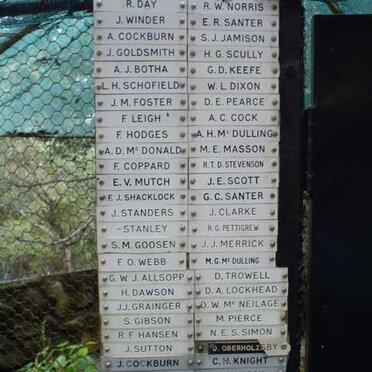 R. DAY
J. WINDER
A. COCKBURN
J. GOLDSMITH
A. J. BOTHA
L. H. SCHOFIELD
J. M. FOSTER
F. LEIGH
F. HODGES
A. D. Mc DONALD
F. COPPARD
E. V. MUTCH
F. J. SHACKLOCK
J. STANDERS
- STANLEY
S. M. GOOSEN
F. O. WEBB
G. W. J. ALLSOPP
H. DAWSON
J.J. GRAINGER
S. GIBSON
R. F. HANSEN
J. SUTTON
J. COCKBURN
R. W. NORRIS
E. R. SANTER
S. J. JAMISON
H. G. SCULLY
G. D. KEEFE
W. L. DIXON
D. E. PEARCE
A. C. COCK
A. H. Mc DULLING
M. E. MASSON
R. T. D. STEVENSON
J. E. SCOTT
G. C. SANTER
J. CLARKE
R. G. PETTIGREW
J. J. MERRICK
M. G. Mc DULLING
D. TROWELL
D. A. LOCKHEAD
D. W. Mc NEILAGE
M. PIERCE
N. E. S. SIMON
D. OBERHOLZ BY
C. H. KNIGHT